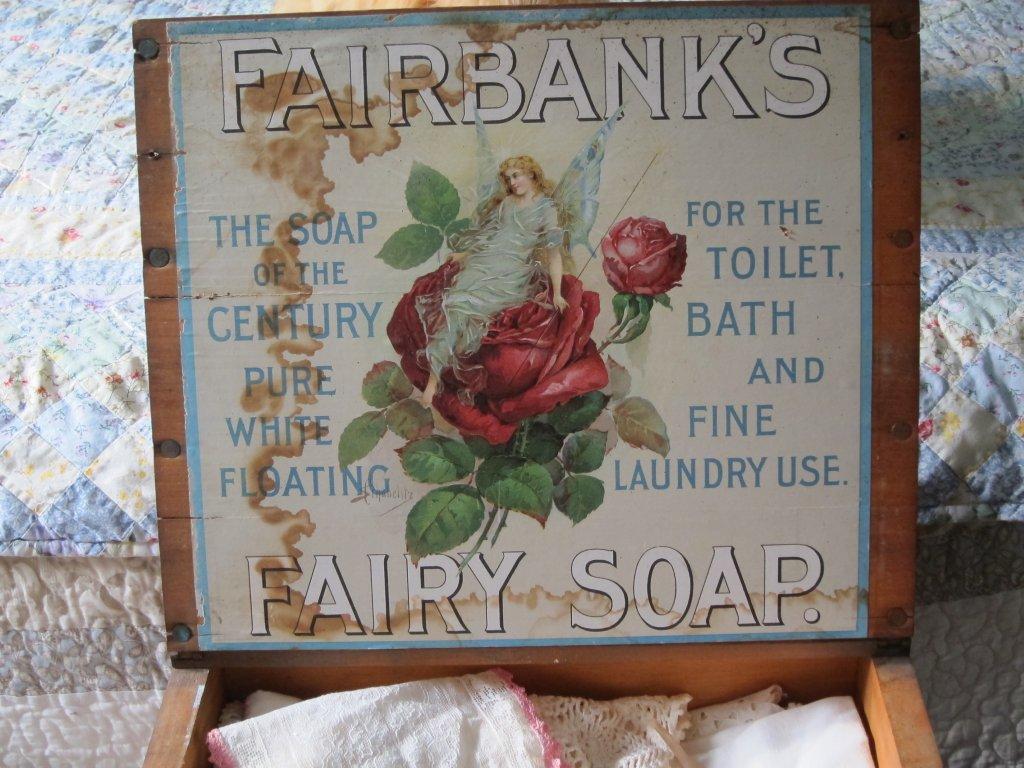 FAIRBANK'S
THE SOAP
OF THE
CENTURY
PURE
WHITE
FLOATING
FOR THE
TOILET,
BATH
AND
FINE
LAUNDRY USE.
FAIRY SOAP.